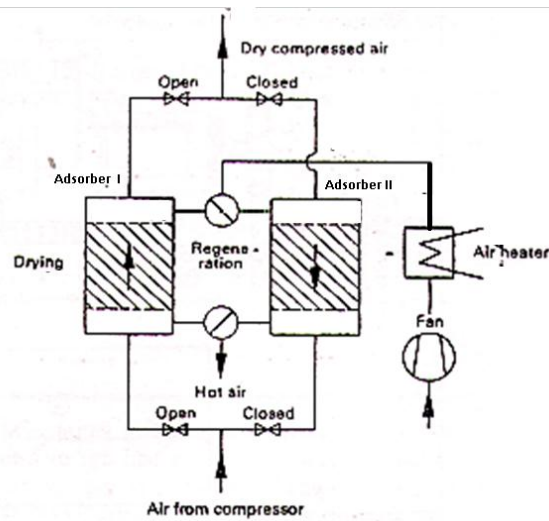 Dry compressed air
Open
Closed
Adsorber I
Adsorber II
Drying
Regene -
ration
Air heater
Fan
Hot air
Open
Closed
Air from compressor